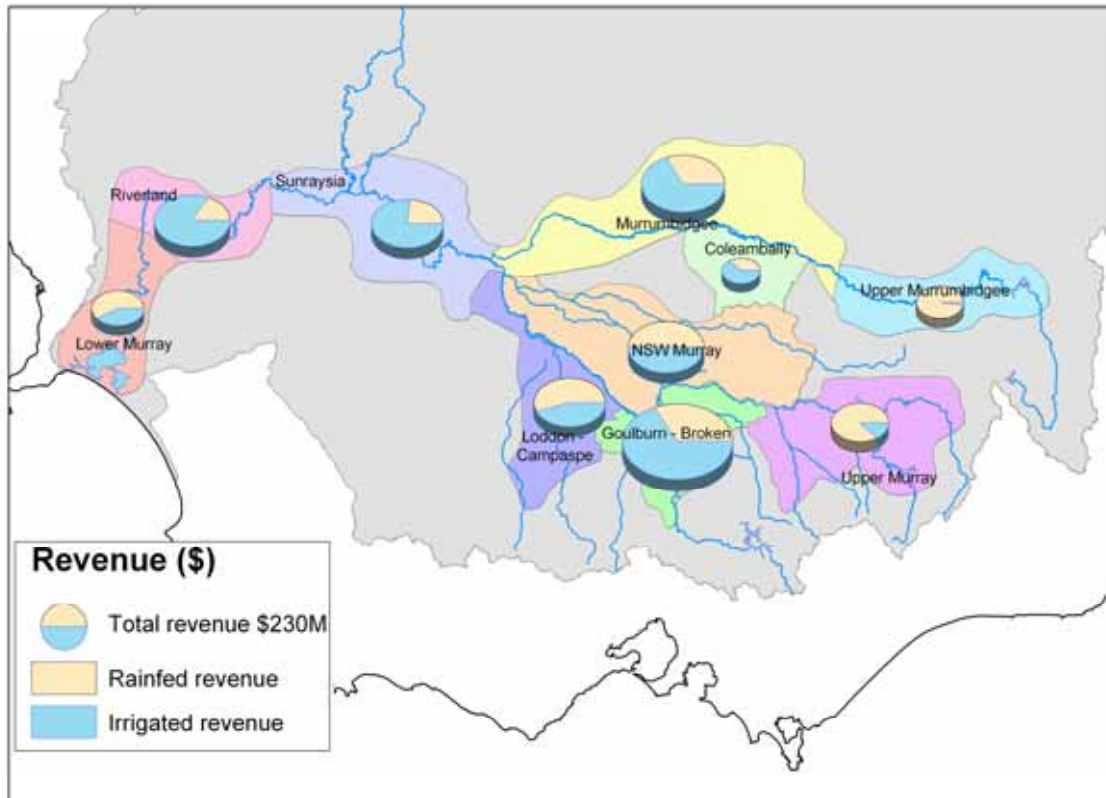 Riverland
Sunraysia
Murrumbidgee
Coleambally
Upper Murrumbidgee
Lower Murray
NSW Murray
Loddon -
Campaspe
Goulburn - Broken
Upper Murray
Revenue ($)
Total revenue $230M
Rainfed revenue
Irrigated revenue